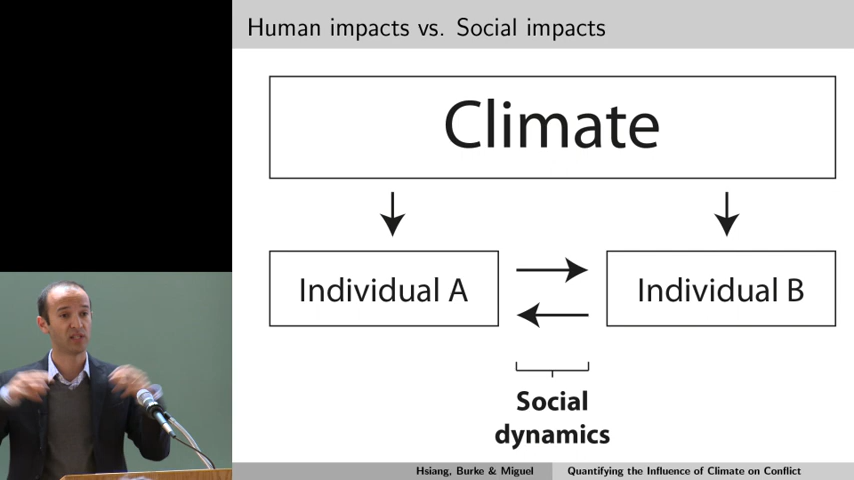 Human impacts vs. Social impacts
Climate
Individual A
Individual B
Social
dynamics
Hsiang, Burke & Miguel
Quantifying the Influence of Climate on Conflict